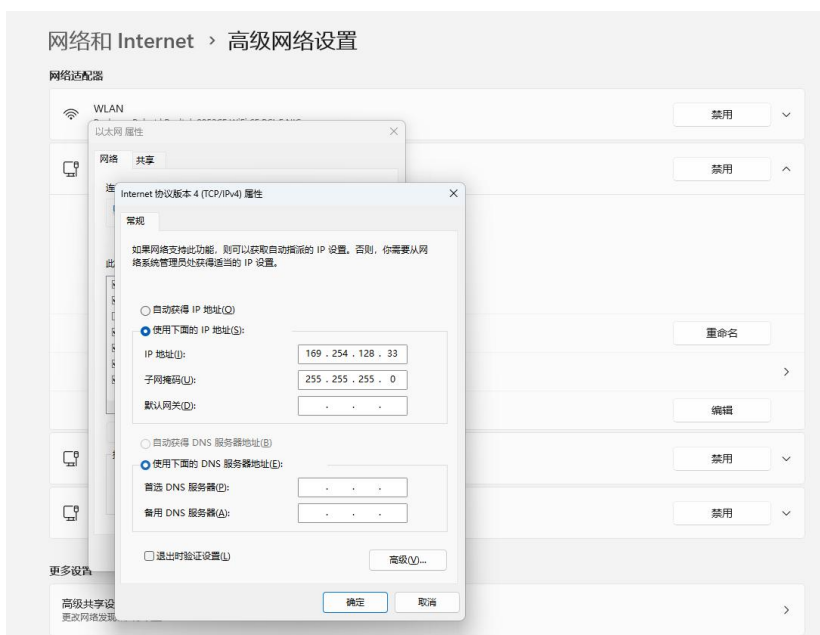 网络和 Internet › 高级网络设置
网络适配器
WLAN
禁用
以太网 属性
网络 共享
禁用
Internet 协议版本 4 (TCP/IPv4) 属性
常规
如果网络支持此功能，则可以获取自动指派的 IP 设置。否则，你需要从网
络系统管理员处获得适当的 IP 设置。
自动获得 IP 地址(O)
使用下面的 IP 地址(S):
IP 地址(I): 169 . 254 . 128 . 33
重命名
子网掩码(U): 255 . 255 . 255 . 0
默认网关(D): . . .
编辑
自动获得 DNS 服务器地址(B)
使用下面的 DNS 服务器地址(E):
禁用
首选 DNS 服务器(P): . . .
备用 DNS 服务器(A): . . .
禁用
退出时验证设置(L)
高级(V)...
更多设置
确定 取消
高级共享设
更改网络发现